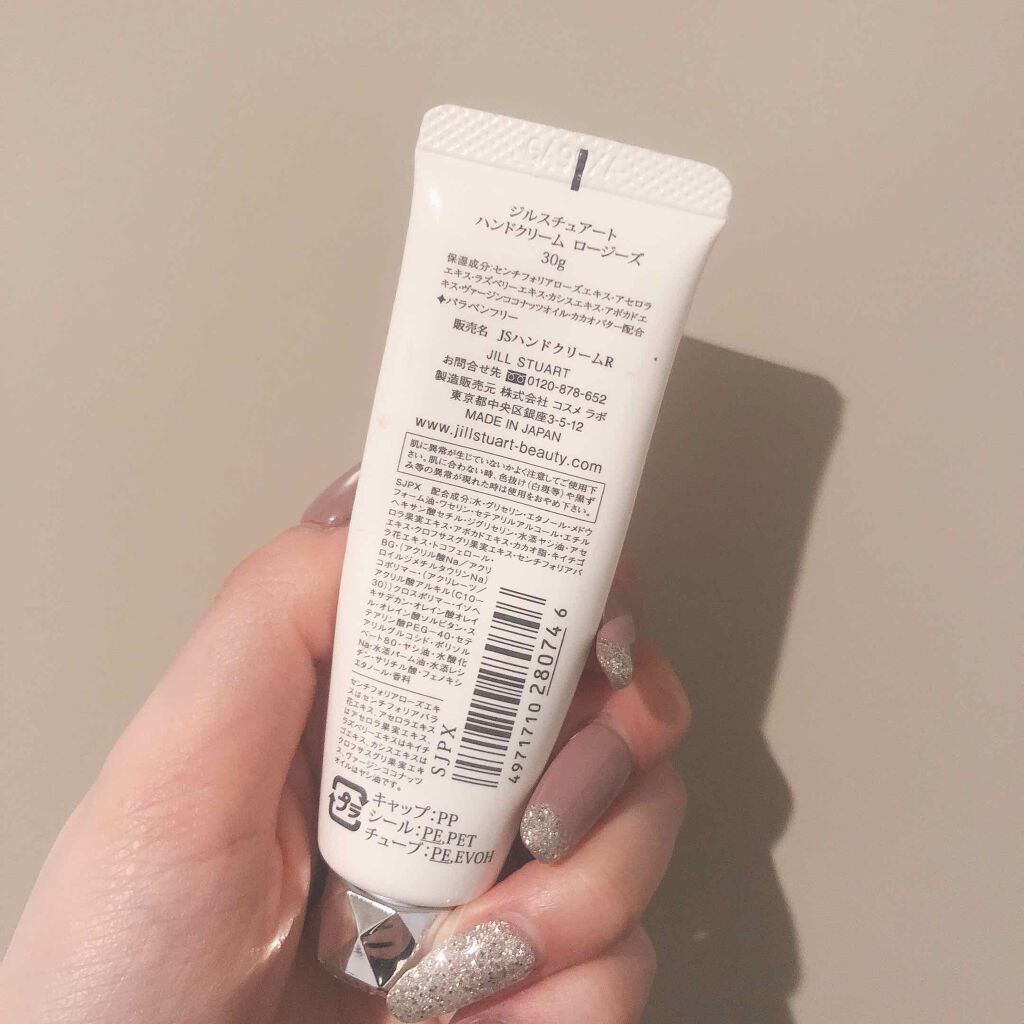 ジルスチュアート
ハンドクリーム ロージーズ
30g
保湿成分:センチフォリアローズエキス・アセロラ
エキス・ラズベリーエキス・カシスエキス・アボカドエ
キス・ヴァージンココナッツオイル・カカオバター配合
✦パラベンフリー
販売名 JSハンドクリームR
JILL STUART
お問合せ先 0120-878-652
製造販売元 株式会社 コスメ ラボ
東京都中央区銀座3-5-12
MADE IN JAPAN
www.jillstuart-beauty.com
肌に異常が生じていないかよく注意してご使用下
さい。肌に合わない時、色抜け(白斑等)や黒ず
み等の異常が現れた時は使用をおやめ下さい。
SJPX 配合成分:水・グリセリン・エタノール・メドウ
フォーム油・ワセリン・セテアリルアルコール・エチル
ヘキサン酸セチル・ジグリセリン・水添ヤシ油・アセ
ロラ果実エキス・アボカドエキス・カカオ脂・キイチゴ
エキス・クロフサスグリ果実エキス・センチフォリアバ
ラ花エキス・トコフェロール・
BG・(アクリル酸Na/アクリ
ロイルジメチルタウリンNa)
コポリマー・(アクリレーツ/
アクリル酸アルキル(C10-
30))クロスポリマー・イソヘ
キサデカン・オレイン酸オレイ
ル・オレイン酸ソルビタン・ス
テアリン酸PEG-40・セテ
アリルグルコシド・ポリソル
ベート80・ヤシ油・水酸化
Na・水添パーム油・水添レシ
チン・サリチル酸・フェノキシ
エタノール・香料
センチフォリアローズエキ
スはセンチフォリアバラ
花エキス、アセロラエキス
はアセロラ果実エキス、
ラズベリーエキスはキイチ
ゴエキス、カシスエキスは
クロフサスグリ果実エキ
ス、ヴァージンココナッツ
オイルはヤシ油です。
SJPX
4971710 280746
プラ
キャップ:PP
シール:PE,PET
チューブ:PE,EVOH